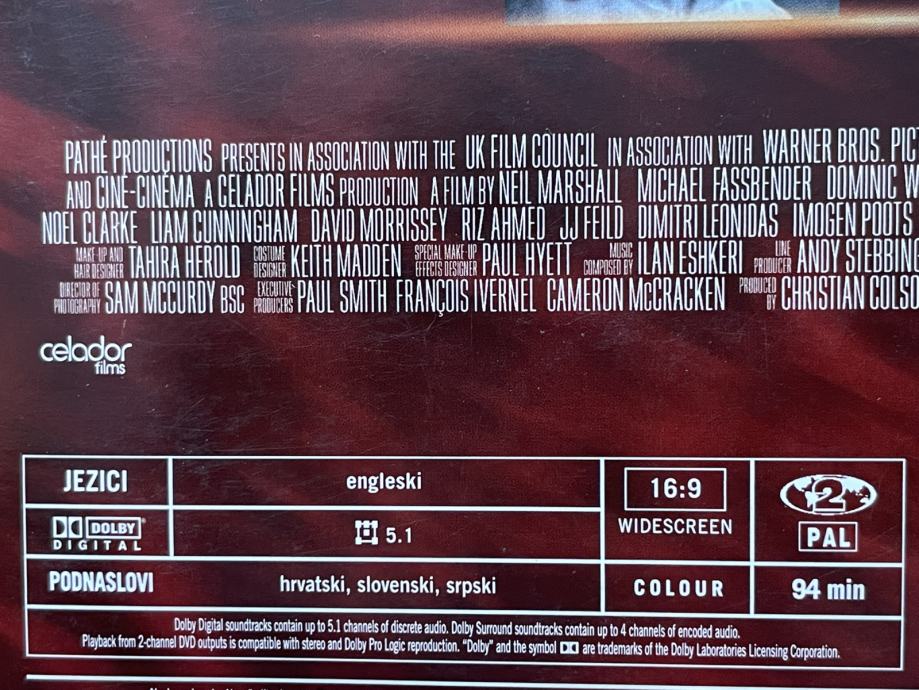 PATHÉ PRODUCTIONS PRESENTS IN ASSOCIATION WITH THE UK FILM COUNCIL IN ASSOCIATION WITH WARNER BROS. PIC
AND CINÉ-CINÉMA A CELADOR FILMS PRODUCTION A FILM BY NEIL MARSHALL MICHAEL FASSBENDER DOMINIC W
NOEL CLARKE LIAM CUNNINGHAM DAVID MORRISSEY RIZ AHMED JJ FEILD DIMITRI LEONIDAS IMOGEN POOTS
MAKE-UP AND HAIR DESIGNER TAHIRA HEROLD COSTUME DESIGNER KEITH MADDEN SPECIAL MAKE-UP EFFECTS DESIGNER PAUL HYETT MUSIC COMPOSED BY ILAN ESHKERI LINE PRODUCER ANDY STEBBING
DIRECTOR OF PHOTOGRAPHY SAM MCCURDY BSC EXECUTIVE PRODUCERS PAUL SMITH FRANÇOIS IVERNEL CAMERON McCRACKEN PRODUCED BY CHRISTIAN COLSO
celador
films
JEZICI engleski 16:9 2
DOLBY DIGITAL 5.1 WIDESCREEN PAL
PODNASLOVI hrvatski, slovenski, srpski COLOUR 94 min
Dolby Digital soundtracks contain up to 5.1 channels of discrete audio. Dolby Surround soundtracks contain up to 4 channels of encoded audio.
Playback from 2-channel DVD outputs is compatible with stereo and Dolby Pro Logic reproduction. "Dolby" and the symbol are trademarks of the Dolby Laboratories Licensing Corporation.